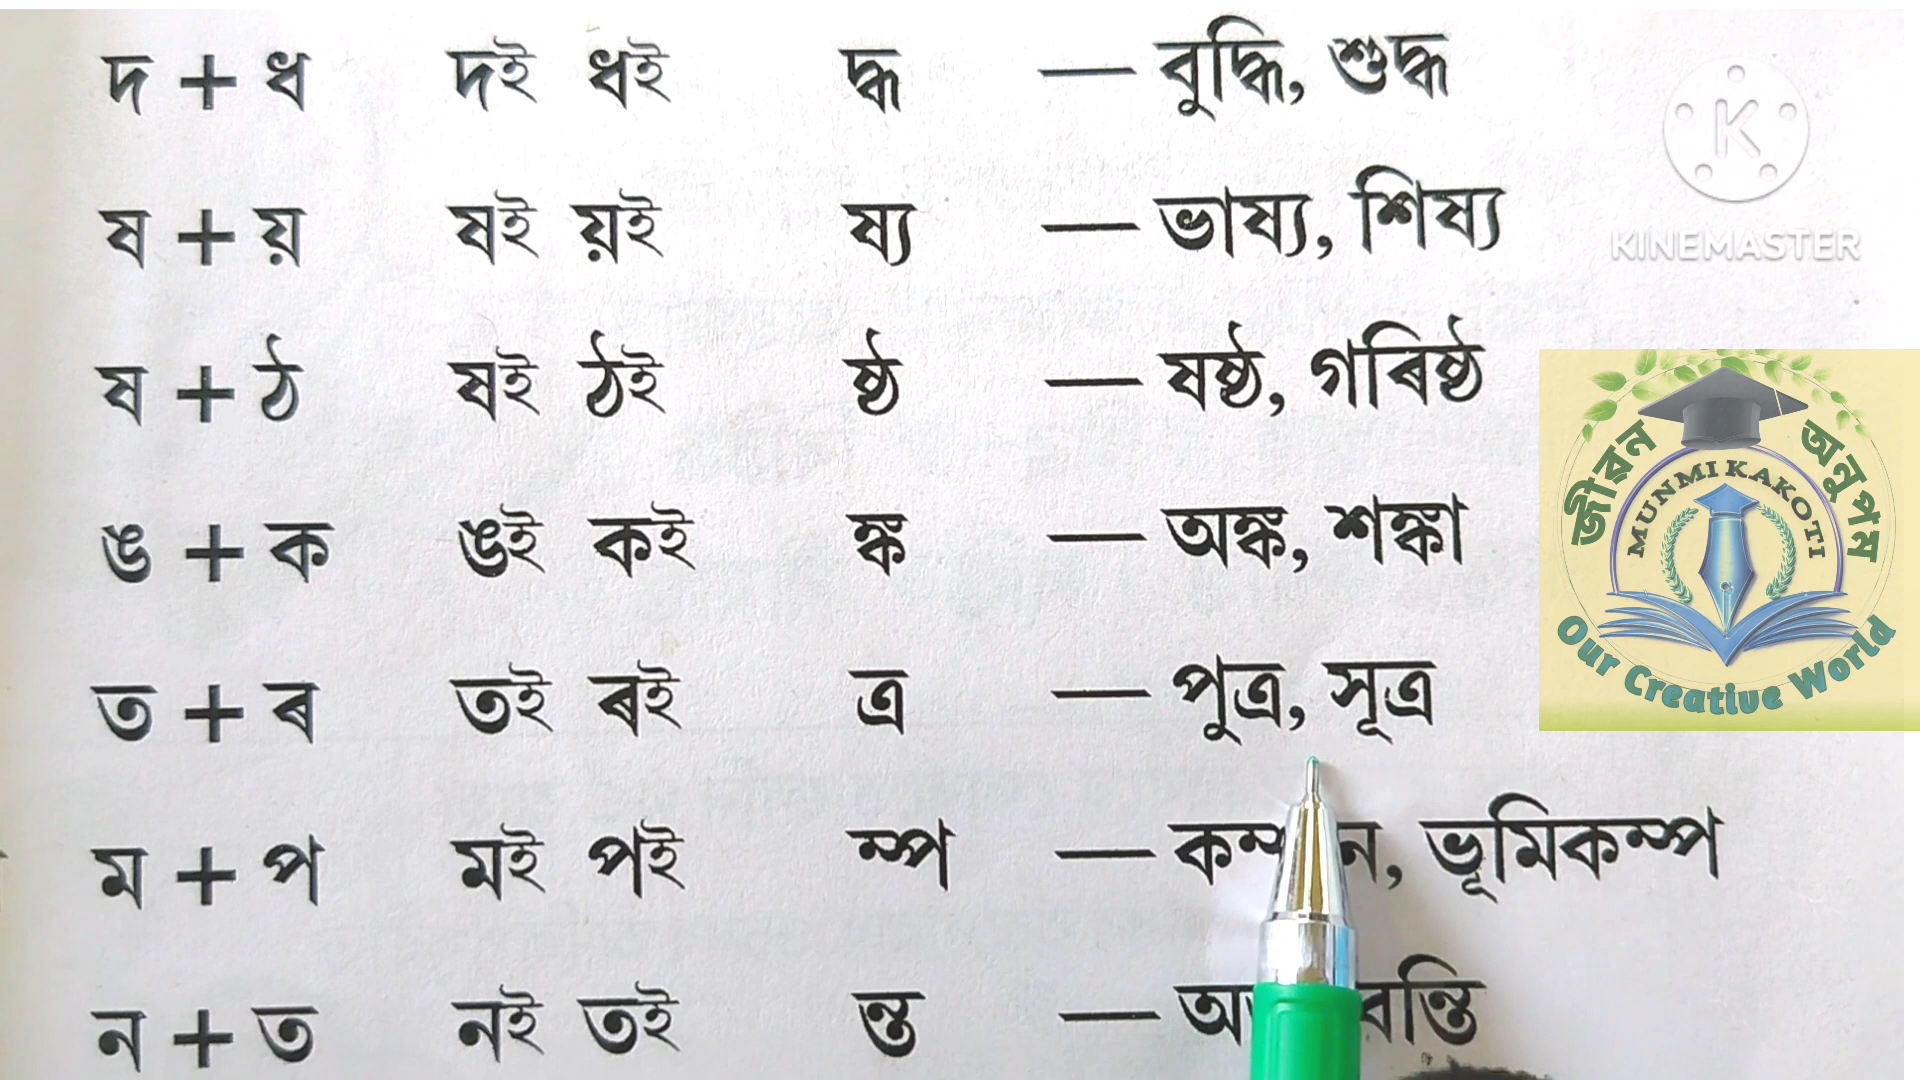 দ + ধ দই ধই দ্ধ — বুদ্ধি, শুদ্ধ
ষ + য় ষই য়ই ষ্য — ভাষ্য, শিষ্য
ষ + ঠ ষই ঠই ষ্ঠ — ষষ্ঠ, গৰিষ্ঠ
ঙ + ক ঙই কই ঙ্ক — অঙ্ক, শঙ্কা
ত + ৰ তই ৰই ত্ৰ — পুত্ৰ, সূত্ৰ
ম + প মই পই ম্প — ভূমিকম্প
ন + ত নই তই ন্ত —
KINEMASTER
জীৱন অনুপম
MUNMI KAKOTI
Our Creative World